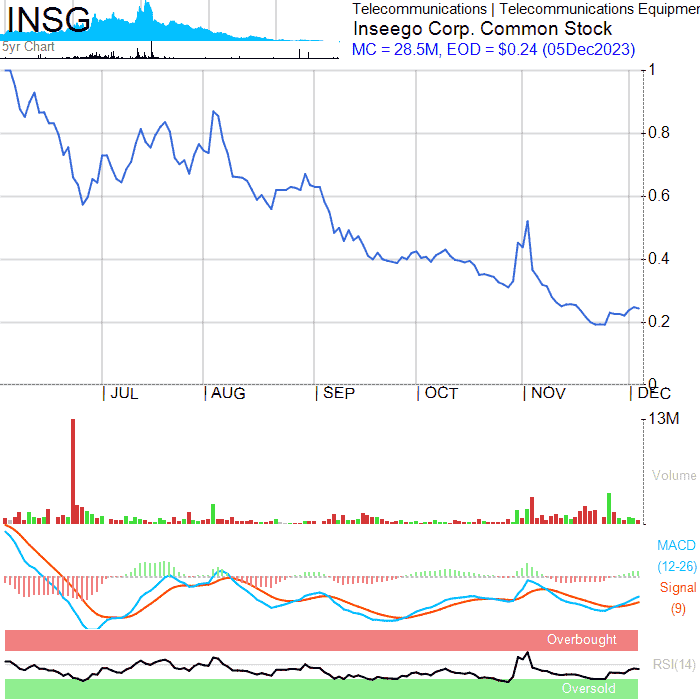 INSG
5yr Chart
Telecommunications | Telecommunications Equipmen
Inseego Corp. Common Stock
MC = 28.5M, EOD = $0.24 (05Dec2023)
1
0.8
0.6
0.4
0.2
0
| JUL | AUG | SEP | OCT | NOV | DEC
13M
Volume
MACD
(12-26)
Signal
(9)
Overbought
RSI(14)
Oversold